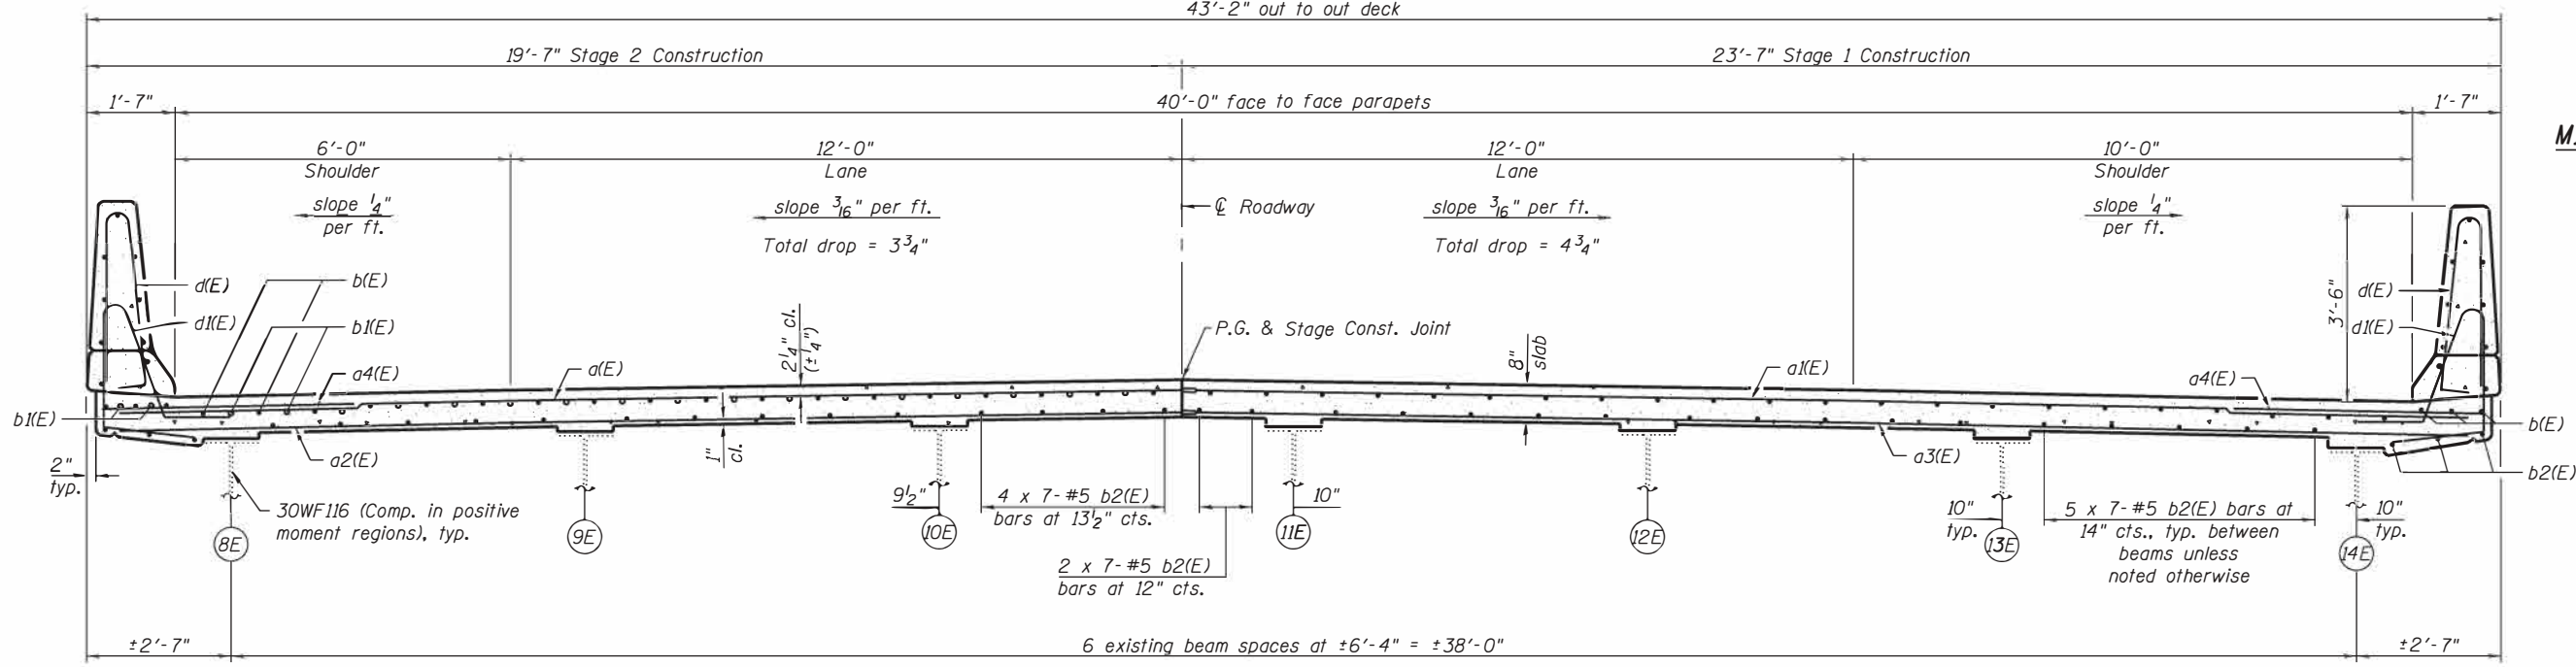 43'-2" out to out deck
19'-7" Stage 2 Construction
23'-7" Stage 1 Construction
1'-7"
40'-0" face to face parapets
1'-7"
M.
6'-0"
Shoulder
12'-0"
Lane
12'-0"
Lane
10'-0"
Shoulder
slope 1/4"
per ft.
slope 3/16" per ft.
Total drop = 3 3/4"
℄ Roadway
slope 3/16" per ft.
Total drop = 4 3/4"
slope 1/4"
per ft.
d(E)
b(E)
d1(E)
b1(E)
2 1/4" cl.
(±1/4")
P.G. & Stage Const. Joint
8"
slab
3'-6"
d(E)
d1(E)
a4(E)
a(E)
a1(E)
a4(E)
b1(E)
b(E)
2"
typ.
a2(E)
1"
cl.
a3(E)
b2(E)
30WF116 (Comp. in positive
moment regions), typ.
9 1/2"
4 x 7-#5 b2(E)
bars at 13 1/2" cts.
10"
10"
typ.
5 x 7-#5 b2(E) bars at
14" cts., typ. between
beams unless
noted otherwise
10"
typ.
8E
9E
10E
11E
12E
13E
14E
2 x 7-#5 b2(E)
bars at 12" cts.
±2'-7"
6 existing beam spaces at ±6'-4" = ±38'-0"
±2'-7"